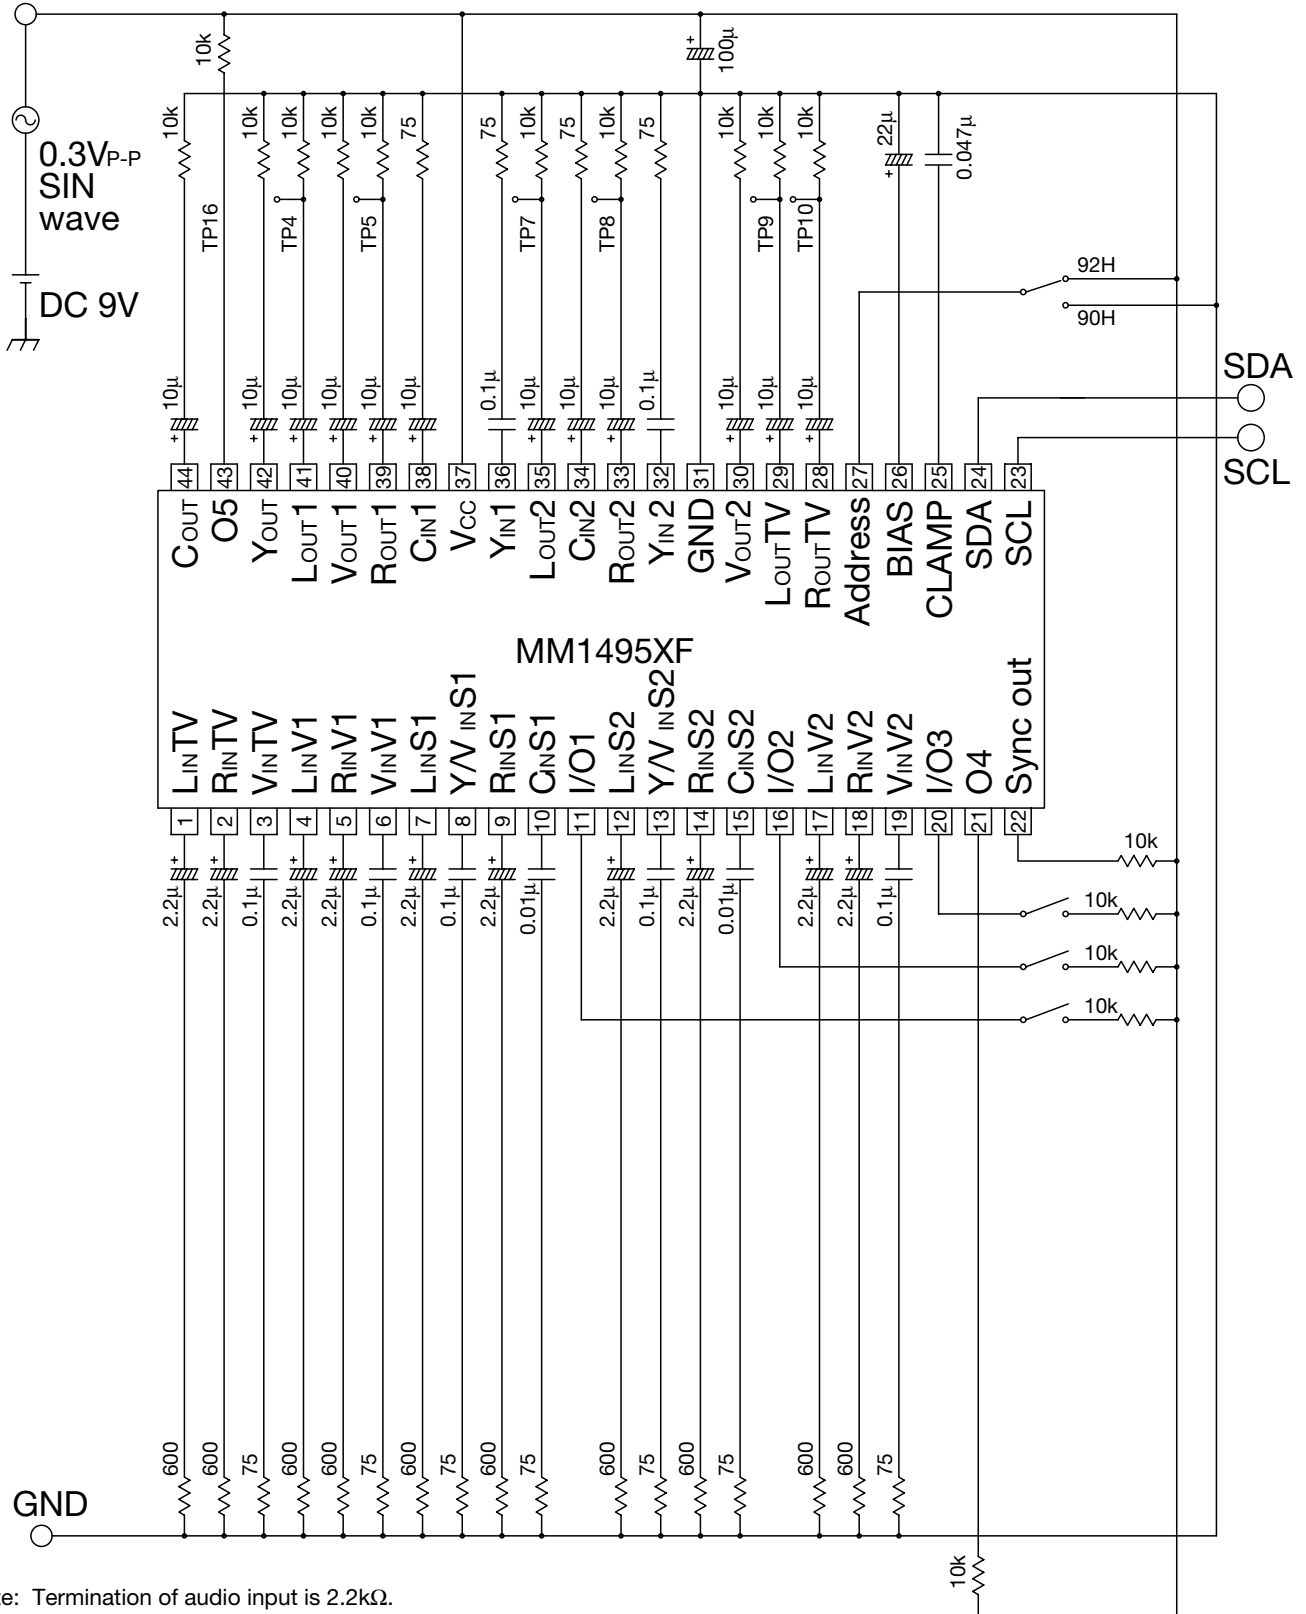 10k
100μ
0.3VP-P
SIN
wave
DC 9V
10k
10k
10k
10k
10k
75
75
10k
75
10k
75
10k
10k
10k
22μ
0.047μ
TP16
TP4
TP5
TP7
TP8
TP9
TP10
92H
90H
SDA
SCL
10μ
10μ
10μ
10μ
10μ
10μ
0.1μ
10μ
10μ
10μ
0.1μ
10μ
10μ
10μ
44
43
42
41
40
39
38
37
36
35
34
33
32
31
30
29
28
27
26
25
24
23
COUT
O5
YOUT
LOUT1
VOUT1
ROUT1
CIN1
VCC
YIN1
LOUT2
CIN2
ROUT2
YIN2
GND
VOUT2
LOUTTV
ROUTTV
Address
BIAS
CLAMP
SDA
SCL
MM1495XF
LINTV
RINTV
VINTV
LINV1
RINV1
VINV1
LINS1
Y/VINS1
RINS1
CINS1
I/O1
LINS2
Y/VINS2
RINS2
CINS2
I/O2
LINV2
RINV2
VINV2
I/O3
O4
Sync out
1
2
3
4
5
6
7
8
9
10
11
12
13
14
15
16
17
18
19
20
21
22
2.2μ
2.2μ
0.1μ
2.2μ
2.2μ
0.1μ
2.2μ
0.1μ
2.2μ
0.01μ
2.2μ
0.1μ
2.2μ
0.01μ
2.2μ
2.2μ
0.1μ
10k
10k
10k
10k
600
600
75
600
600
75
600
75
600
75
600
75
600
75
600
600
75
GND
10k
te: Termination of audio input is 2.2kΩ.